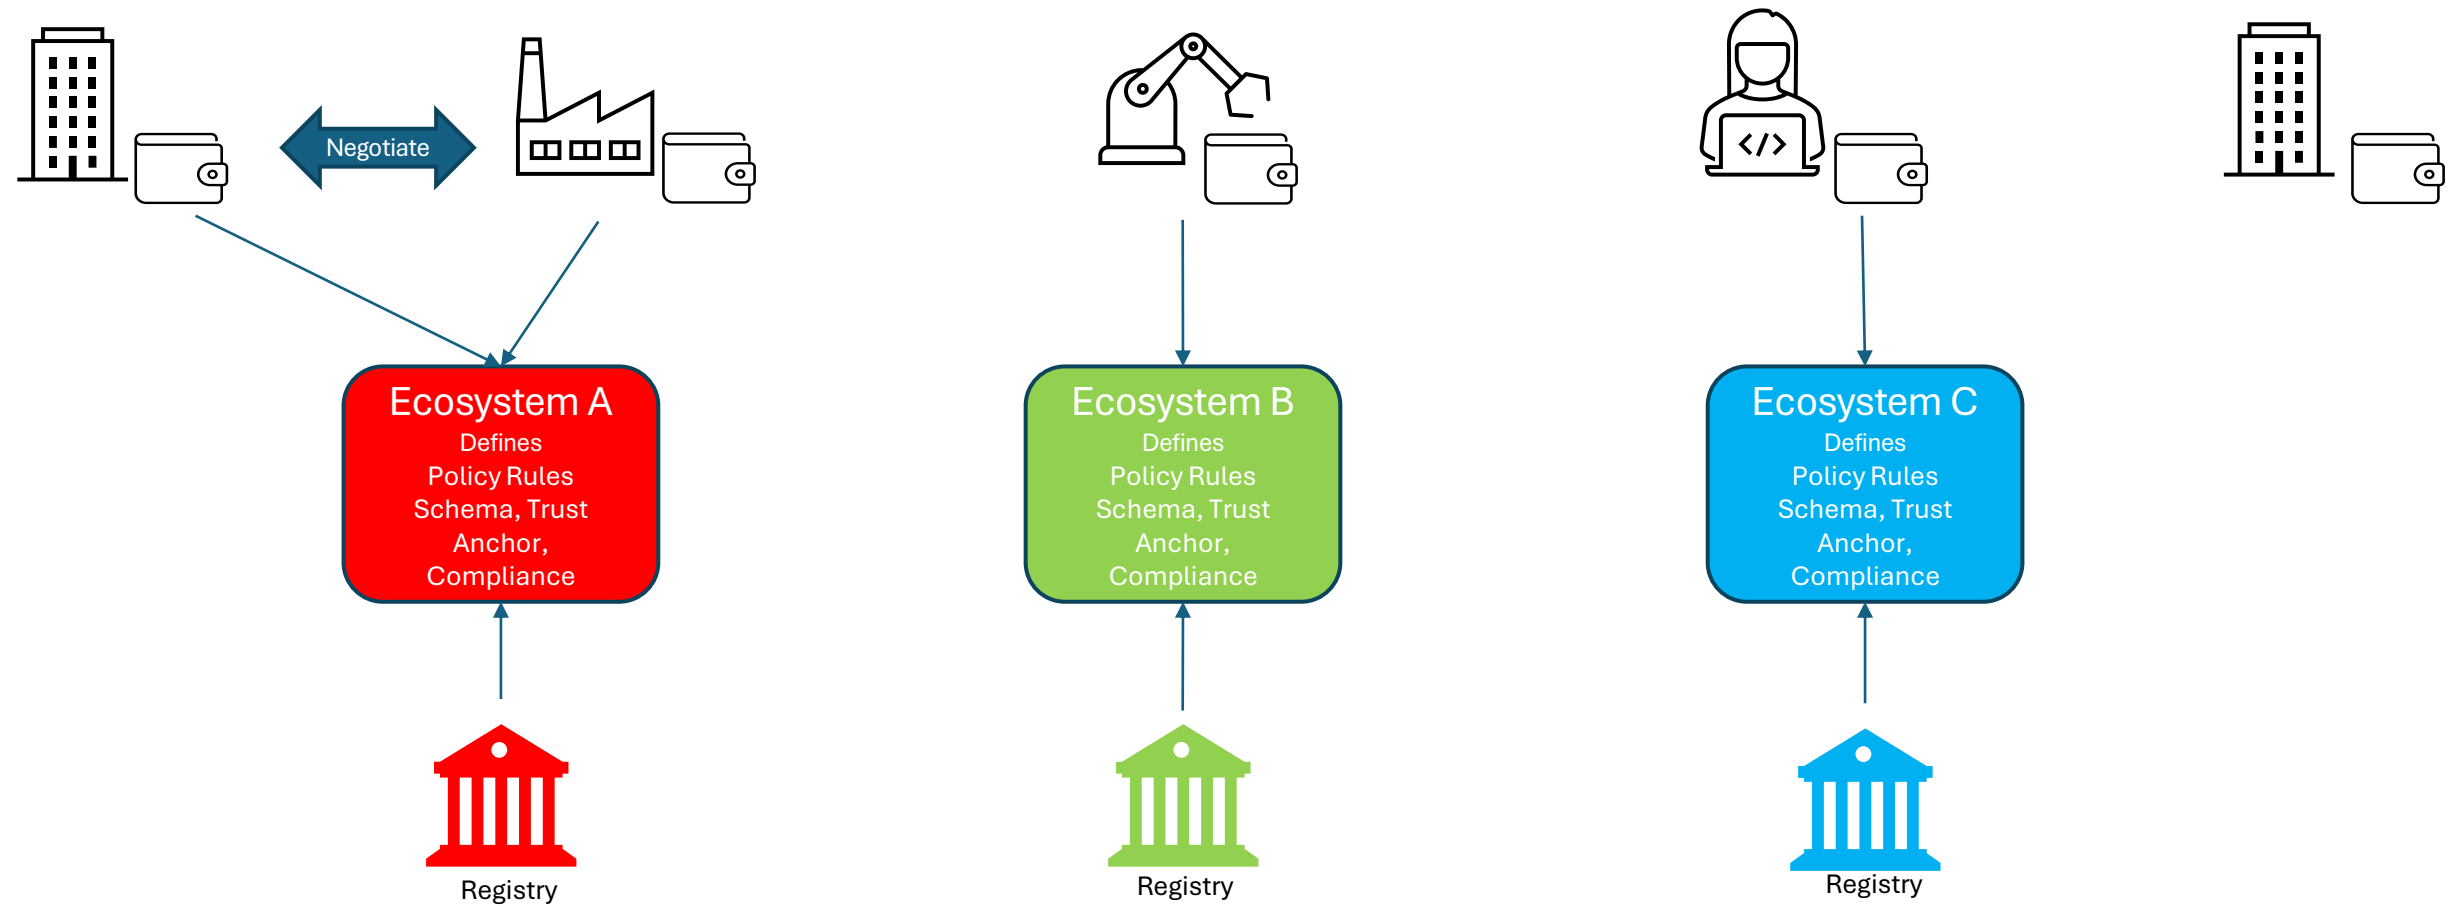 Negotiate
</>
Ecosystem A
Defines
Policy Rules
Schema, Trust
Anchor,
Compliance
Ecosystem B
Defines
Policy Rules
Schema, Trust
Anchor,
Compliance
Ecosystem C
Defines
Policy Rules
Schema, Trust
Anchor,
Compliance
Registry
Registry
Registry